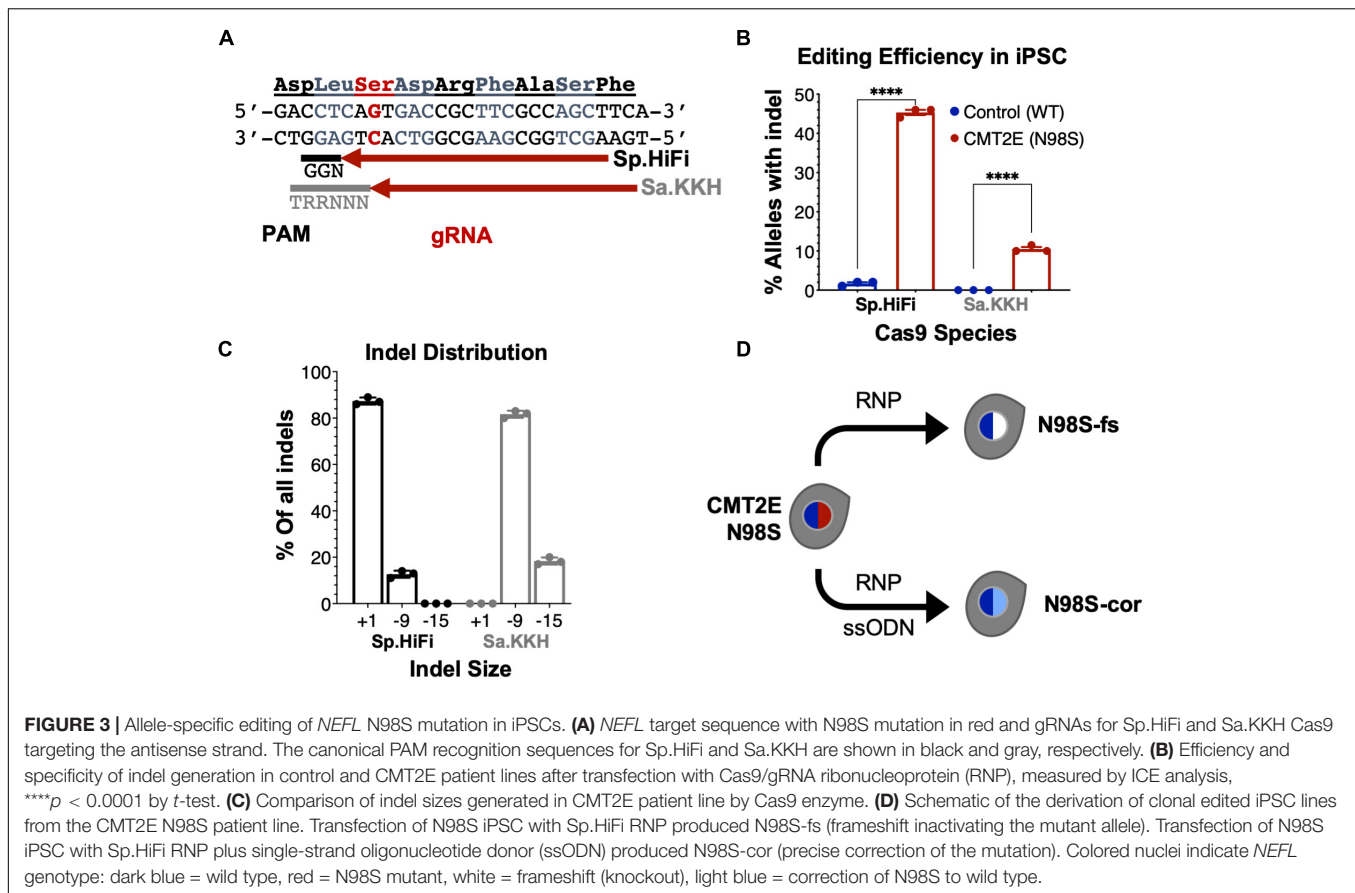 A
AspLeuSerAspArgPheAlaSerPhe
5’-GACCTCAGTGACCGCTTCGCCAGCTTCA-3’
3’-CTGGAGTCACTGGCGAAGCGGTCGAAGT-5’
Sp.HiFi
GGN
Sa.KKH
TRRNNN
PAM
gRNA
B
Editing Efficiency in iPSC
% Alleles with indel
50
40
30
20
10
0
****
****
Control (WT)
CMT2E (N98S)
Sp.HiFi
Sa.KKH
Cas9 Species
C
Indel Distribution
% Of all indels
100
80
60
40
20
0
+1 -9 -15 +1 -9 -15
Sp.HiFi Sa.KKH
Indel Size
D
RNP
N98S-fs
CMT2E
N98S
RNP
ssODN
N98S-cor
FIGURE 3 | Allele-specific editing of NEFL N98S mutation in iPSCs. (A) NEFL target sequence with N98S mutation in red and gRNAs for Sp.HiFi and Sa.KKH Cas9
targeting the antisense strand. The canonical PAM recognition sequences for Sp.HiFi and Sa.KKH are shown in black and gray, respectively. (B) Efficiency and
specificity of indel generation in control and CMT2E patient lines after transfection with Cas9/gRNA ribonucleoprotein (RNP), measured by ICE analysis,
****p < 0.0001 by t-test. (C) Comparison of indel sizes generated in CMT2E patient line by Cas9 enzyme. (D) Schematic of the derivation of clonal edited iPSC lines
from the CMT2E N98S patient line. Transfection of N98S iPSC with Sp.HiFi RNP produced N98S-fs (frameshift inactivating the mutant allele). Transfection of N98S
iPSC with Sp.HiFi RNP plus single-strand oligonucleotide donor (ssODN) produced N98S-cor (precise correction of the mutation). Colored nuclei indicate NEFL
genotype: dark blue = wild type, red = N98S mutant, white = frameshift (knockout), light blue = correction of N98S to wild type.